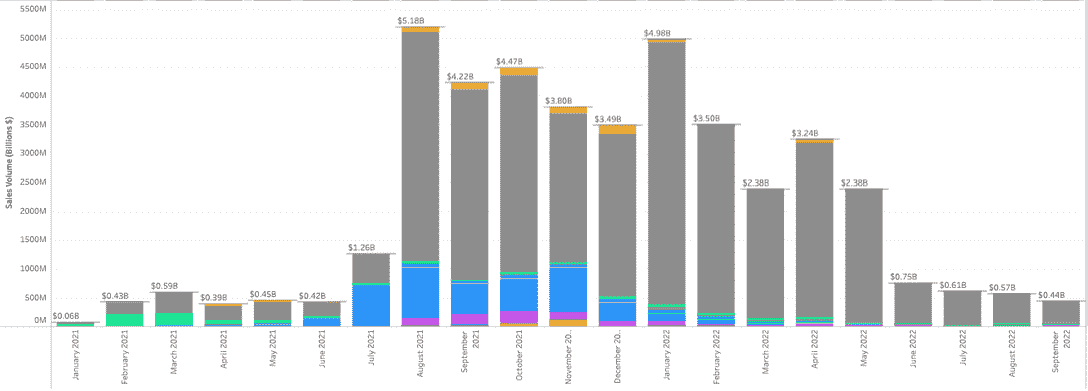 5500M
5000M
4500M
4000M
3500M
3000M
2500M
2000M
1500M
1000M
500M
0M
Sales Volume (Billions $)
$0.06B
$0.43B
$0.59B
$0.39B
$0.45B
$0.42B
$1.26B
$5.18B
$4.22B
$4.47B
$3.80B
$3.49B
$4.98B
$3.50B
$2.38B
$3.24B
$2.38B
$0.75B
$0.61B
$0.57B
$0.44B
January 2021
February 2021
March 2021
April 2021
May 2021
June 2021
July 2021
August 2021
September
2021
October 2021
November 20..
December 20..
January 2022
February 2022
March 2022
April 2022
May 2022
June 2022
July 2022
August 2022
September
2022